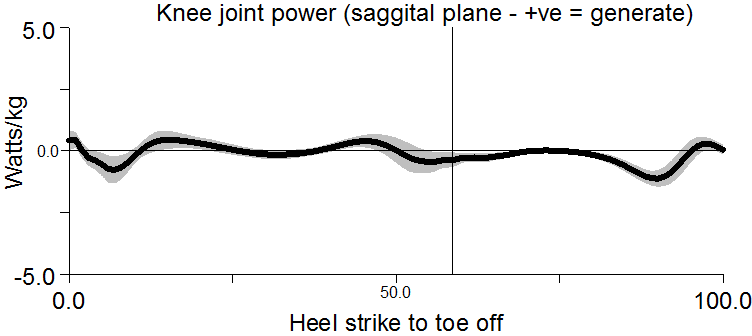 Knee joint power (saggital plane - +ve = generate)
5.0
Watts/kg
0.0
-5.0
0.0
50.0
100.0
Heel strike to toe off